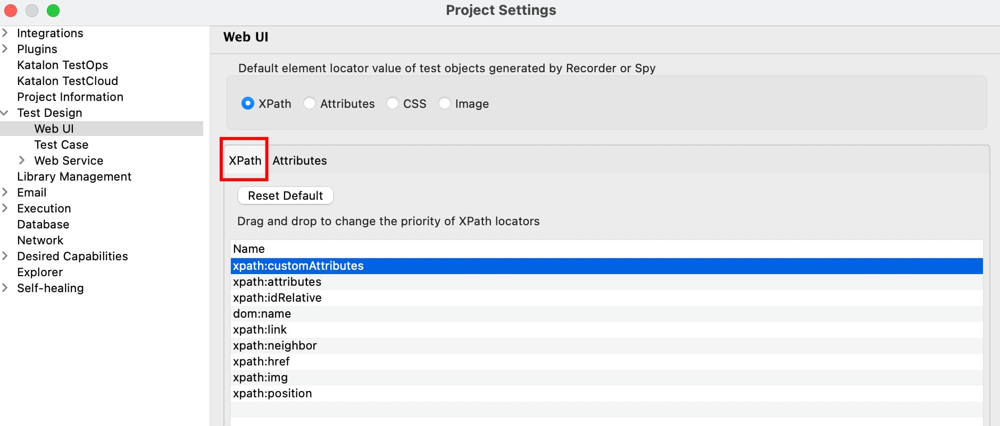 Project Settings
Integrations
Plugins
Katalon TestOps
Katalon TestCloud
Project Information
Test Design
Web UI
Test Case
Web Service
Library Management
Email
Execution
Database
Network
Desired Capabilities
Explorer
Self-healing
Web UI
Default element locator value of test objects generated by Recorder or Spy
XPath Attributes CSS Image
XPath Attributes
Reset Default
Drag and drop to change the priority of XPath locators
Name
xpath:customAttributes
xpath:attributes
xpath:idRelative
dom:name
xpath:link
xpath:neighbor
xpath:href
xpath:img
xpath:position